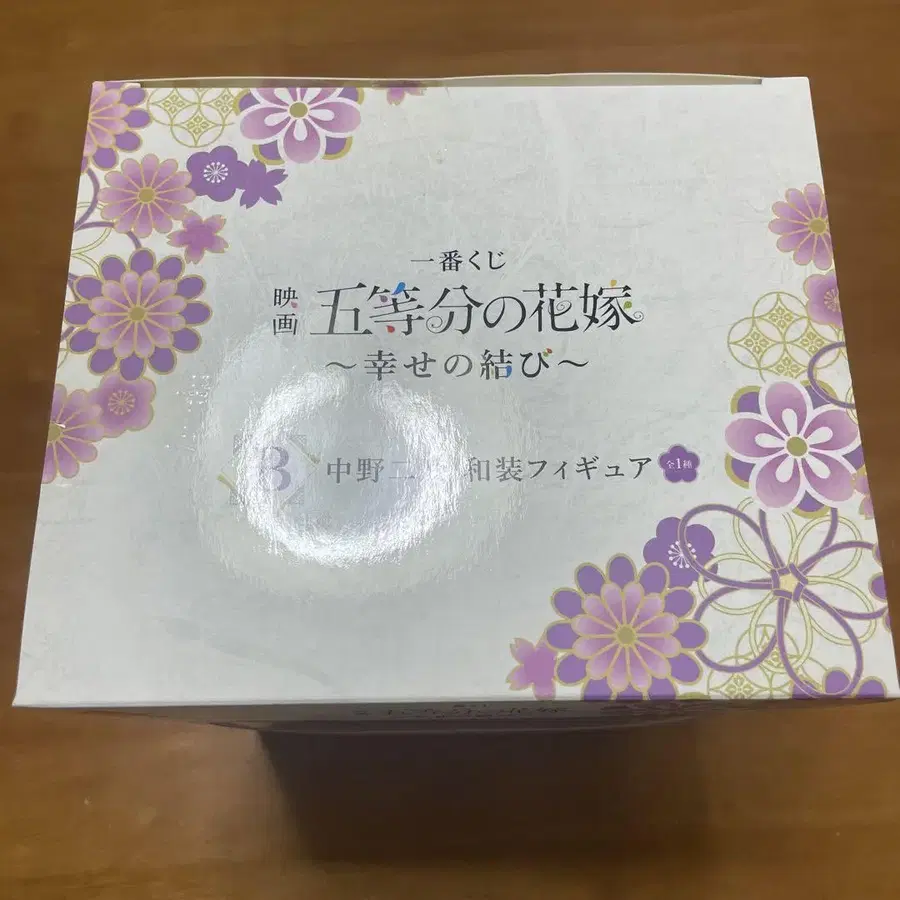 一番くじ
映画 五等分の花嫁
～幸せの結び～
B 中野二 和装フィギュア 全1種